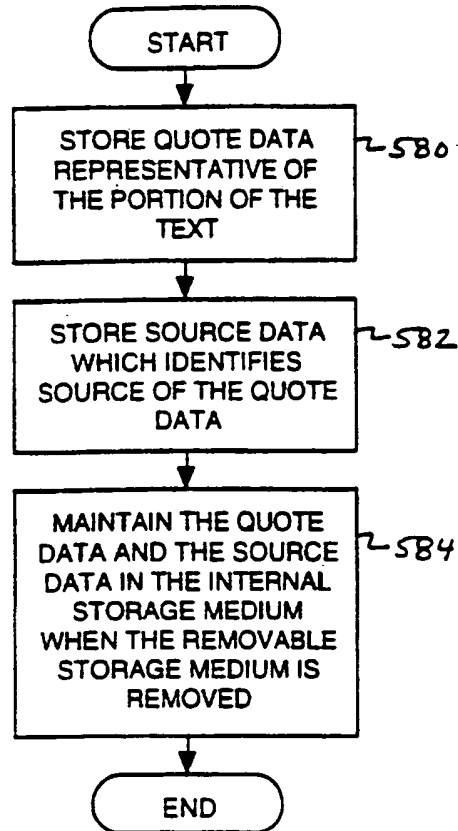 START
STORE QUOTE DATA
REPRESENTATIVE OF
THE PORTION OF THE
TEXT
580
STORE SOURCE DATA
WHICH IDENTIFIES
SOURCE OF THE QUOTE
DATA
582
MAINTAIN THE QUOTE
DATA AND THE SOURCE
DATA IN THE INTERNAL
STORAGE MEDIUM
WHEN THE REMOVABLE
STORAGE MEDIUM IS
REMOVED
584
END